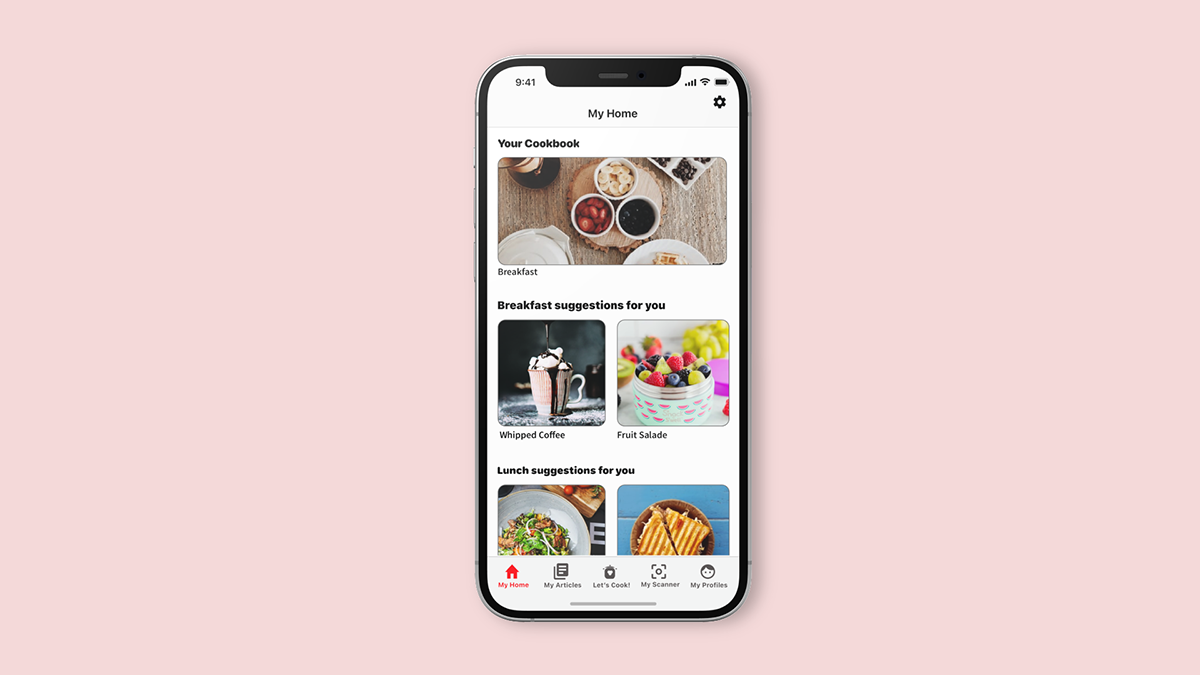 9:41
My Home
Your Cookbook
Breakfast
Breakfast suggestions for you
Whipped Coffee
Fruit Salade
Lunch suggestions for you
My Home
My Articles
Let's Cook!
My Scanner
My Profiles